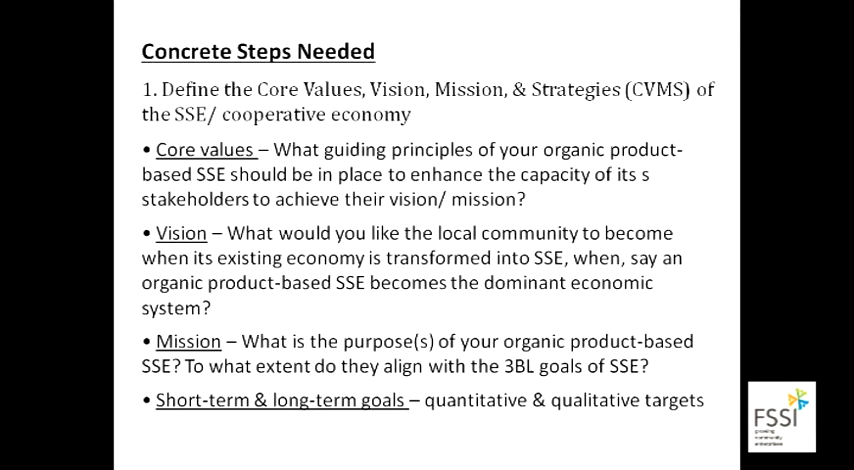 Concrete Steps Needed
1. Define the Core Values, Vision, Mission, & Strategies (CVMS) of
the SSE/ cooperative economy
• Core values – What guiding principles of your organic product-
based SSE should be in place to enhance the capacity of its s
stakeholders to achieve their vision/ mission?
• Vision – What would you like the local community to become
when its existing economy is transformed into SSE, when, say an
organic product-based SSE becomes the dominant economic
system?
• Mission – What is the purpose(s) of your organic product-based
SSE? To what extent do they align with the 3BL goals of SSE?
• Short-term & long-term goals – quantitative & qualitative targets
FSSI